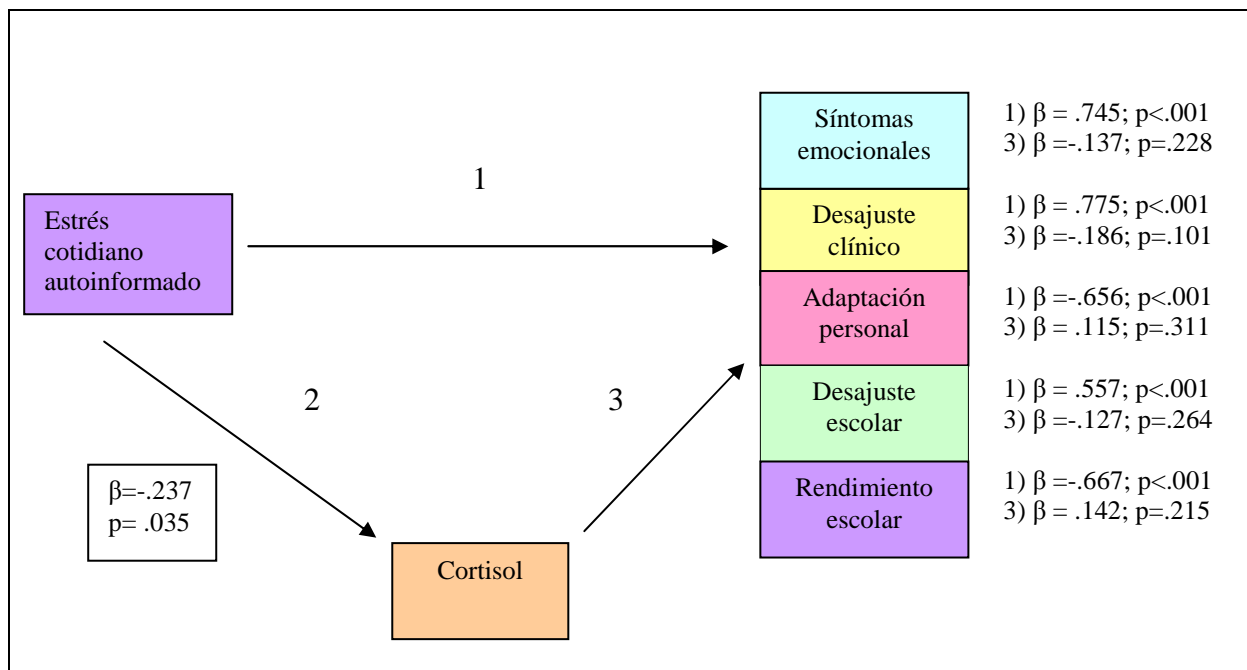 Síntomas
emocionales
1) β = .745; p<.001
3) β =-.137; p=.228
1
Estrés
cotidiano
autoinformado
Desajuste
clínico
1) β = .775; p<.001
3) β =-.186; p=.101
Adaptación
personal
1) β =-.656; p<.001
3) β = .115; p=.311
2
3
Desajuste
escolar
1) β = .557; p<.001
3) β =-.127; p=.264
β=-.237
p= .035
Rendimiento
escolar
1) β =-.667; p<.001
3) β = .142; p=.215
Cortisol